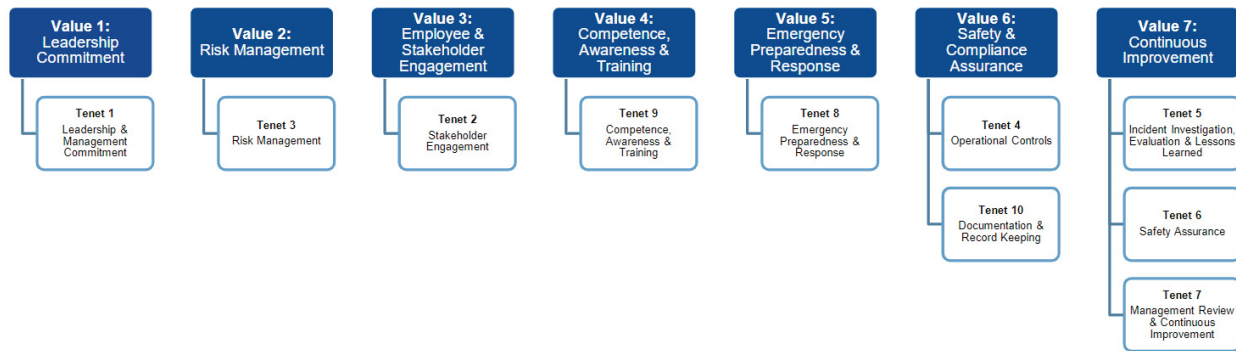 Value 1:
Leadership
Commitment
Tenet 1
Leadership &
Management
Commitment
Value 2:
Risk Management
Tenet 3
Risk Management
Value 3:
Employee &
Stakeholder
Engagement
Tenet 2
Stakeholder
Engagement
Value 4:
Competence,
Awareness &
Training
Tenet 9
Competence,
Awareness &
Training
Value 5:
Emergency
Preparedness &
Response
Tenet 8
Emergency
Preparedness &
Response
Value 6:
Safety &
Compliance
Assurance
Tenet 4
Operational Controls
Tenet 10
Documentation &
Record Keeping
Value 7:
Continuous
Improvement
Tenet 5
Incident Investigation,
Evaluation & Lessons
Learned
Tenet 6
Safety Assurance
Tenet 7
Management Review
& Continuous
Improvement